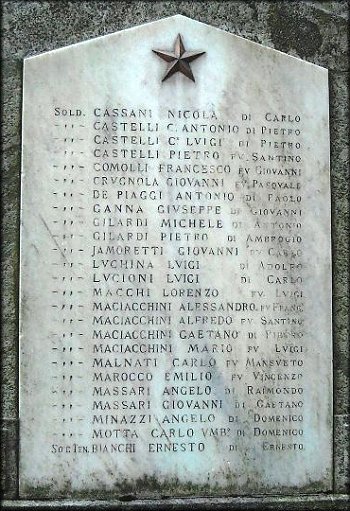 SOLD. CASSANI NICOLA DI CARLO
-"- CASTELLI C. ANTONIO DI PIETRO
-"- CASTELLI Cº LUIGI DI PIETRO
-"- CASTELLI PIETRO FV SANTINO
-"- COMOLLI FRANCESCO FV GIOVANNI
-"- CRVGNOLA GIOVANNI FV PASQVALE
-"- DE PIAGGI ANTONIO DI PAOLO
-"- GANNA GIVSEPPE DI GIOVANNI
-"- GILARDI MICHELE DI ANTONIO
-"- GILARDI PIETRO DI AMBROGIO
-"- JAMORETTI GIOVANNI FV CARLO
-"- LVCHINA LVIGI DI ADOLFO
-"- LVCIONI LVIGI DI CARLO
-"- MACCHI LORENZO FV LVIGI
-"- MACIACCHINI ALESSANDRO FV
-"- MACIACCHINI ALFREDO FV SANTINO
-"- MACIACCHINI GAETANO DI PIETRO
-"- MACIACCHINI MARIO FV LVIGI
-"- MALNATI CARLO FV MANSVETO
-"- MAROCCO EMILIO FV VINCENZO
-"- MASSARI ANGELO DI RAIMONDO
-"- MASSARI GIOVANNI DI GAETANO
-"- MINAZZI ANGELO DI DOMENICO
-"- MOTTA CARLO VMBº DI DOMENICO
BIANCHI ERNESTO DI ERNESTO